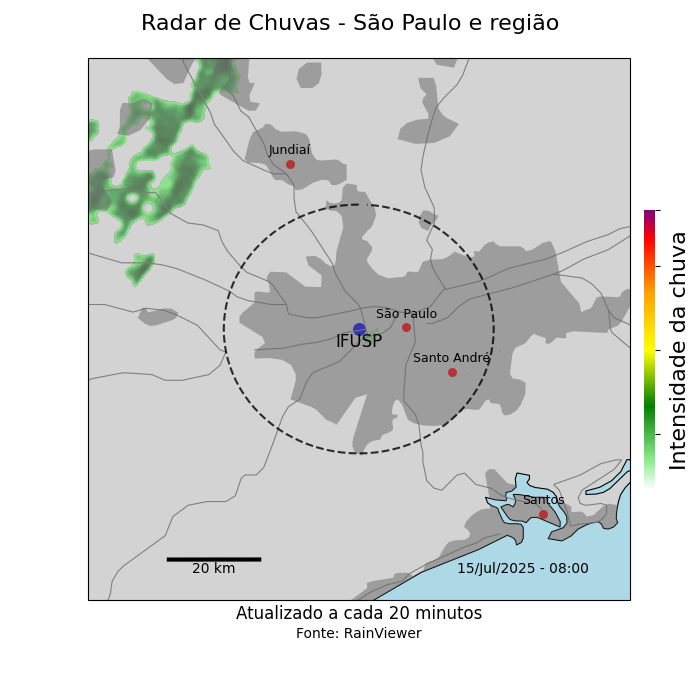 Radar de Chuvas - São Paulo e região
Jundiaí
São Paulo
IFUSP
Santo André
Santos
20 km
15/Jul/2025 - 08:00
Intensidade da chuva
Atualizado a cada 20 minutos
Fonte: RainViewer